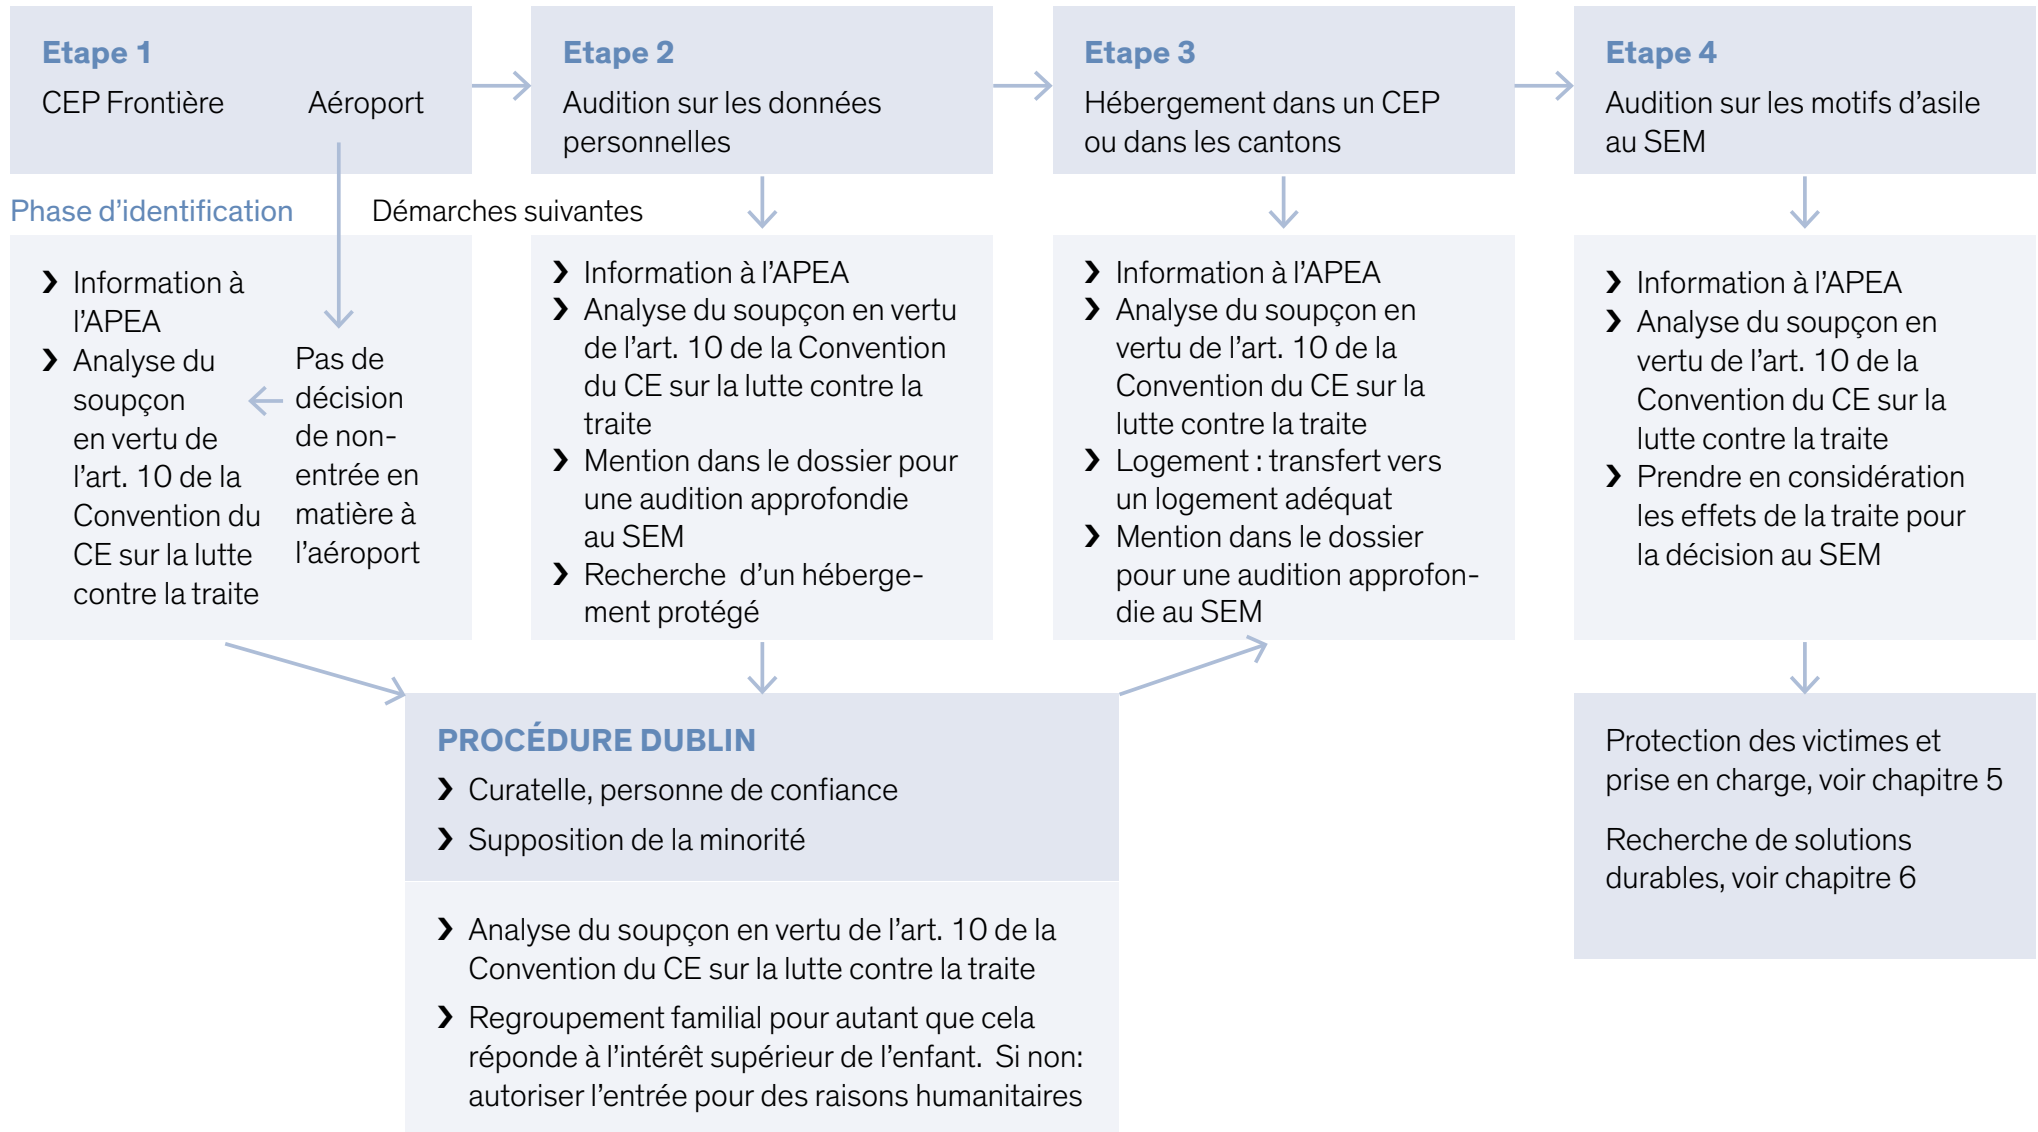 Etape 1
CEP Frontière
Aéroport
Etape 2
Audition sur les données
personnelles
Etape 3
Hébergement dans un CEP
ou dans les cantons
Etape 4
Audition sur les motifs d’asile
au SEM
Phase d’identification
Démarches suivantes
❯ Information à
l’APEA
❯ Analyse du
soupçon
en vertu de
l’art. 10 de la
Convention du
CE sur la lutte
contre la traite
Pas de
décision
de non-
entrée en
matière à
l’aéroport
❯ Information à l’APEA
❯ Analyse du soupçon en vertu
de l’art. 10 de la Convention
du CE sur la lutte contre la
traite
❯ Mention dans le dossier pour
une audition approfondie
au SEM
❯ Recherche d’un héberge-
ment protégé
❯ Information à l’APEA
❯ Analyse du soupçon en
vertu de l’art. 10 de la
Convention du CE sur la
lutte contre la traite
❯ Logement : transfert vers
un logement adéquat
❯ Mention dans le dossier
pour une audition approfon-
die au SEM
❯ Information à l’APEA
❯ Analyse du soupçon en
vertu de l’art. 10 de la
Convention du CE sur la
lutte contre la traite
❯ Prendre en considération
les effets de la traite pour
la décision au SEM
PROCÉDURE DUBLIN
❯ Curatelle, personne de confiance
❯ Supposition de la minorité
❯ Analyse du soupçon en vertu de l’art. 10 de la
Convention du CE sur la lutte contre la traite
❯ Regroupement familial pour autant que cela
réponde à l’intérêt supérieur de l’enfant. Si non:
autoriser l’entrée pour des raisons humanitaires
Protection des victimes et
prise en charge, voir chapitre 5
Recherche de solutions
durables, voir chapitre 6